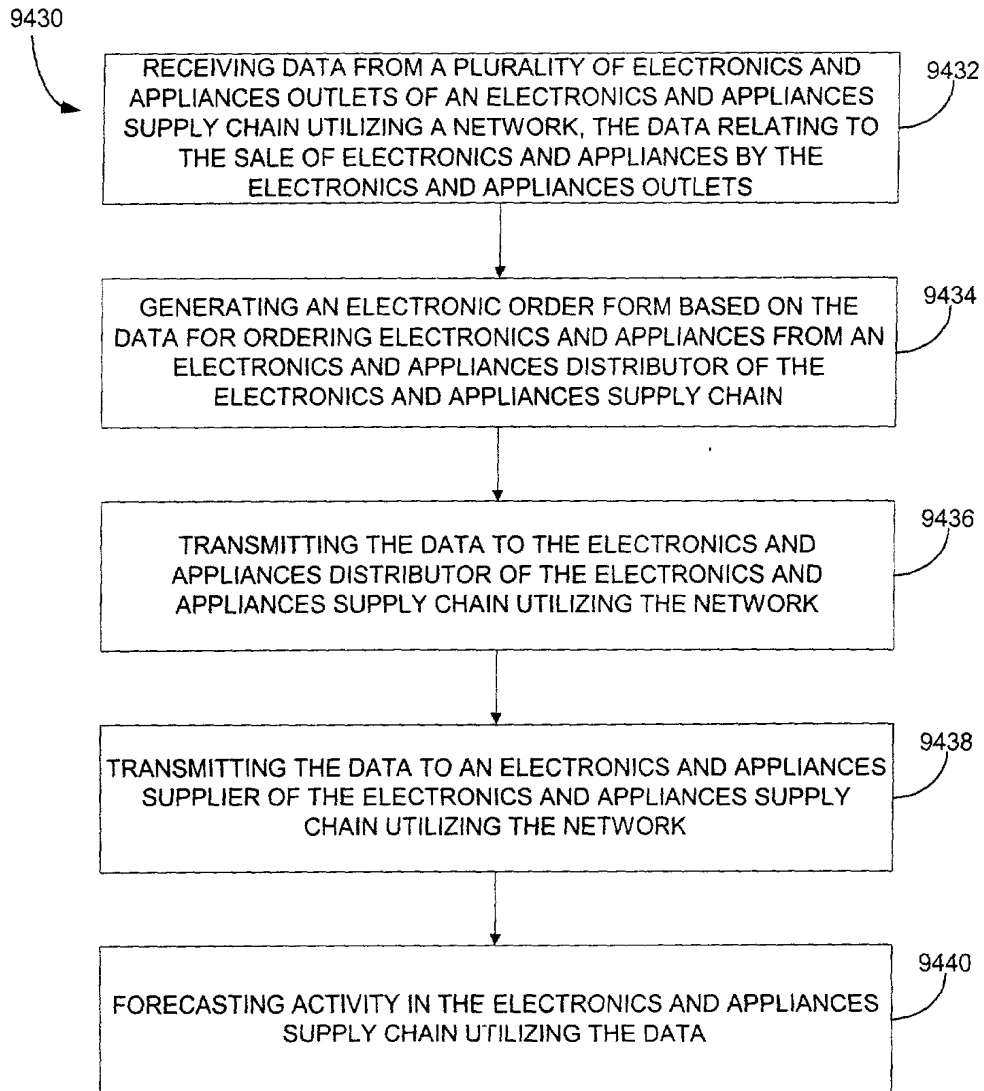 9430
RECEIVING DATA FROM A PLURALITY OF ELECTRONICS AND
APPLIANCES OUTLETS OF AN ELECTRONICS AND APPLIANCES
SUPPLY CHAIN UTILIZING A NETWORK, THE DATA RELATING TO
THE SALE OF ELECTRONICS AND APPLIANCES BY THE
ELECTRONICS AND APPLIANCES OUTLETS
9432
GENERATING AN ELECTRONIC ORDER FORM BASED ON THE
DATA FOR ORDERING ELECTRONICS AND APPLIANCES FROM AN
ELECTRONICS AND APPLIANCES DISTRIBUTOR OF THE
ELECTRONICS AND APPLIANCES SUPPLY CHAIN
9434
TRANSMITTING THE DATA TO THE ELECTRONICS AND
APPLIANCES DISTRIBUTOR OF THE ELECTRONICS AND
APPLIANCES SUPPLY CHAIN UTILIZING THE NETWORK
9436
TRANSMITTING THE DATA TO AN ELECTRONICS AND APPLIANCES
SUPPLIER OF THE ELECTRONICS AND APPLIANCES SUPPLY
CHAIN UTILIZING THE NETWORK
9438
FORECASTING ACTIVITY IN THE ELECTRONICS AND APPLIANCES
SUPPLY CHAIN UTILIZING THE DATA
9440